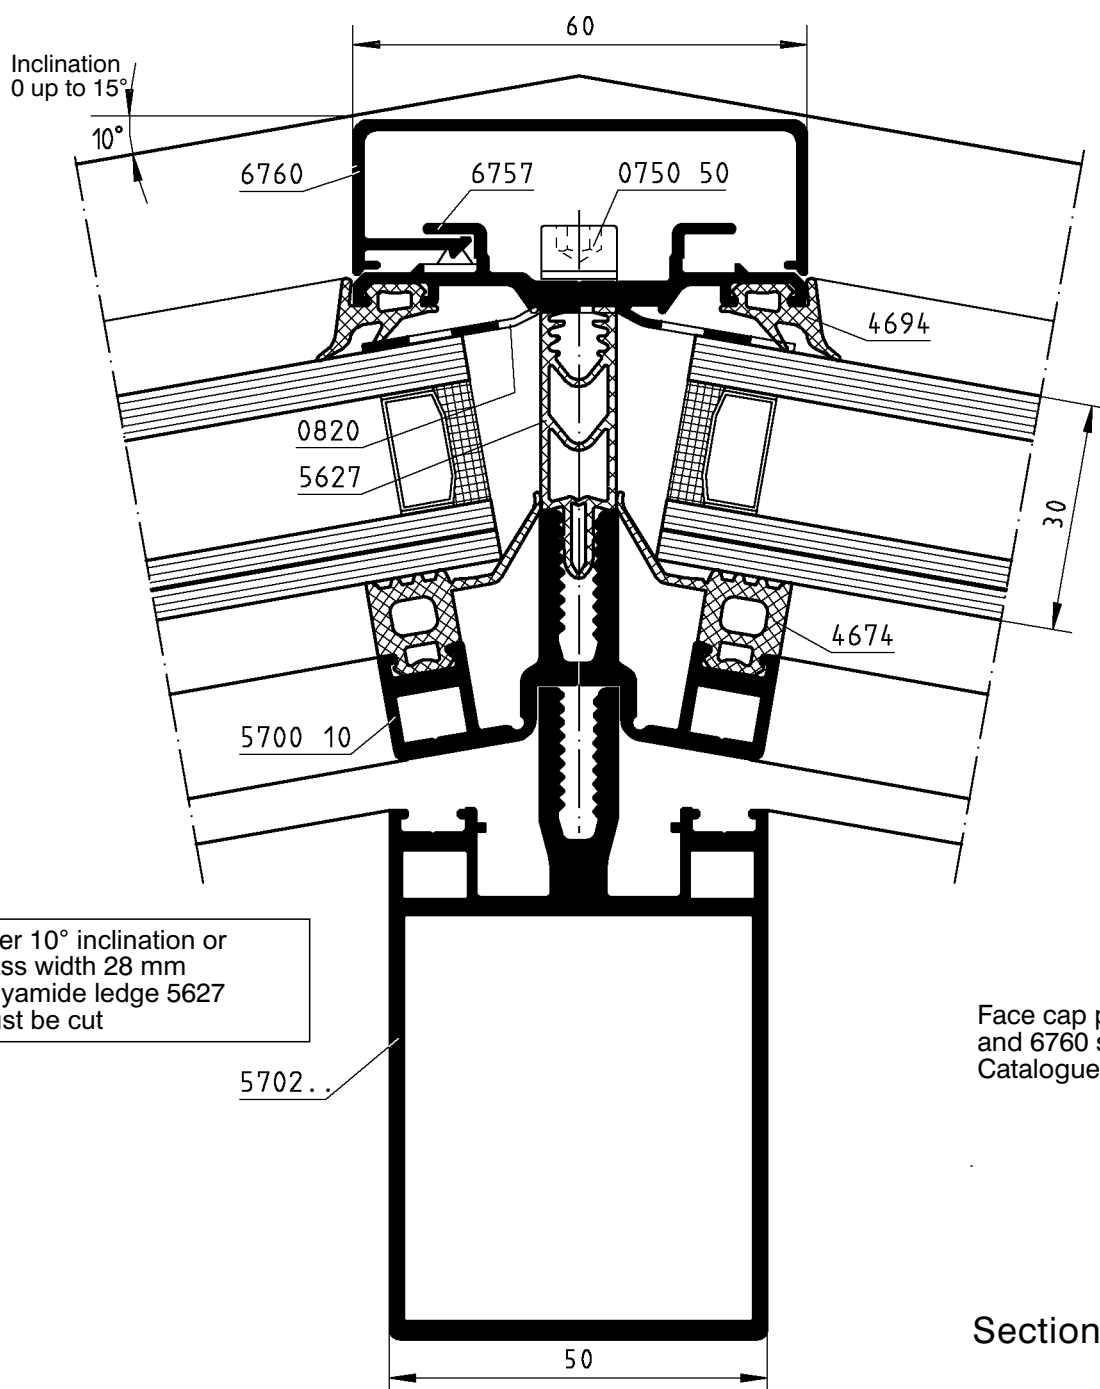 60
Inclination
0 up to 15°
10°
6760
6757
0750 50
4694
0820
5627
30
4674
5700 10
er 10° inclination or
ss width 28 mm
yamide ledge 5627
st be cut
5702..
Face cap
and 6760
Catalogue
Section
50